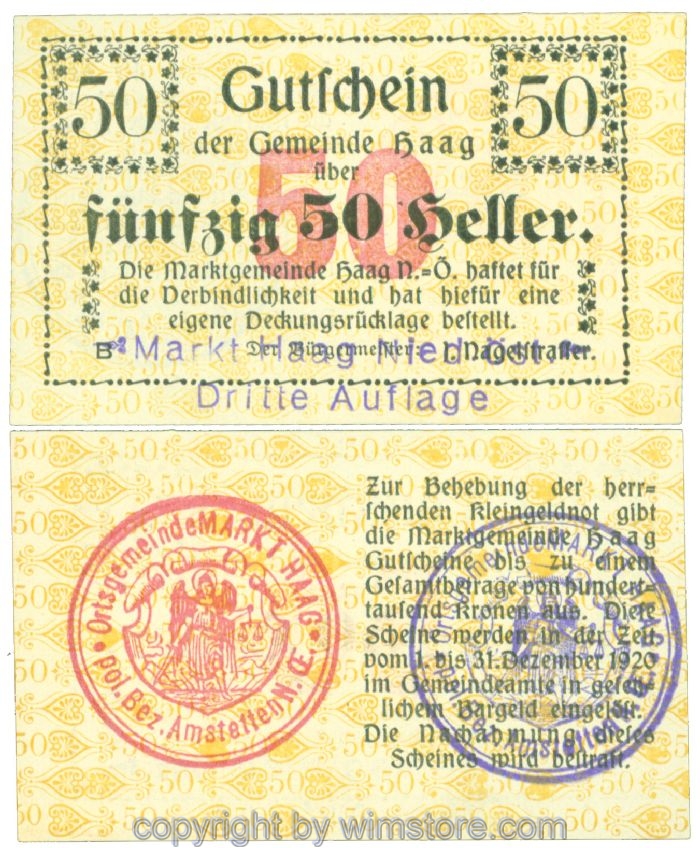 50 Gutſchein 50
der Gemeinde Haag
über
50
fünfzig 50 Heller.
Die Marktgemeinde Haag N.=Ö. haftet für
die Verbindlichkeit und hat hiefür eine
eigene Deckungsrücklage beſtellt.
Der Bürgermeiſter: I. Nagelſtraſſer.
Markt Haag Nied. Öst.
Dritte Auflage
Ortsgemeinde MARKT HAAG
pol. Bez. Amstetten N. Œ.
Zur Behebung der herr=
ſchenden Kleingeldnot gibt
die Marktgemeinde Haag
Gutſcheine bis zu einem
Geſamtbetrage von hundert=
tauſend Kronen aus. Dieſe
Scheine werden in der Zeit
vom 1. bis 31. Dezember 1920
im Gemeindeamte in geſetz=
lichem Bargeld eingelöſt.
Die Nachahmung dieſes
Scheines wird beſtraft.
copyright by wimstore.com